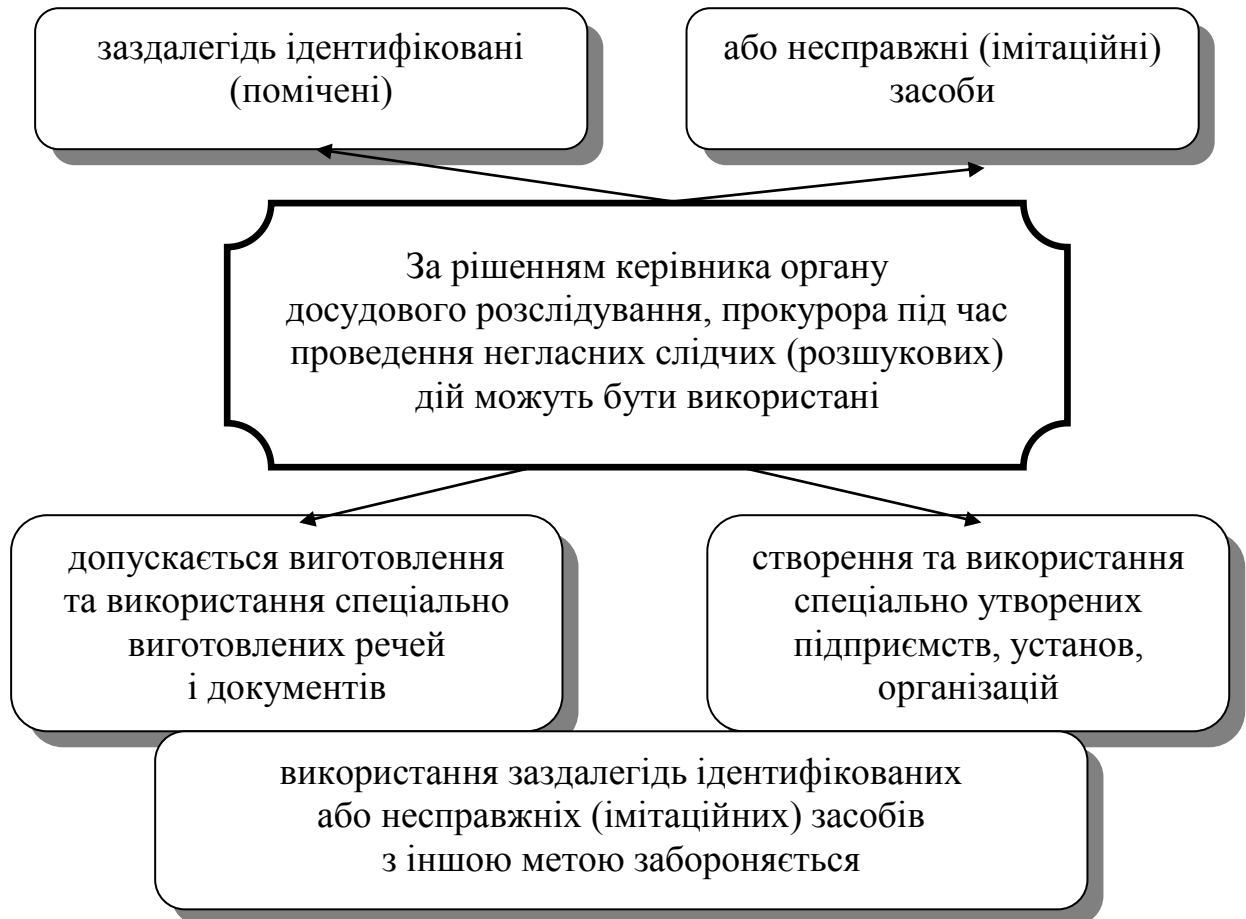 заздалегідь ідентифіковані
(помічені)
або несправжні (імітаційні)
засоби
За рішенням керівника органу
досудового розслідування, прокурора під час
проведення негласних слідчих (розшукових)
дій можуть бути використані
допускається виготовлення
та використання спеціально
виготовлених речей
і документів
створення та використання
спеціально утворених
підприємств, установ,
організацій
використання заздалегідь ідентифікованих
або несправжніх (імітаційних) засобів
з іншою метою забороняється